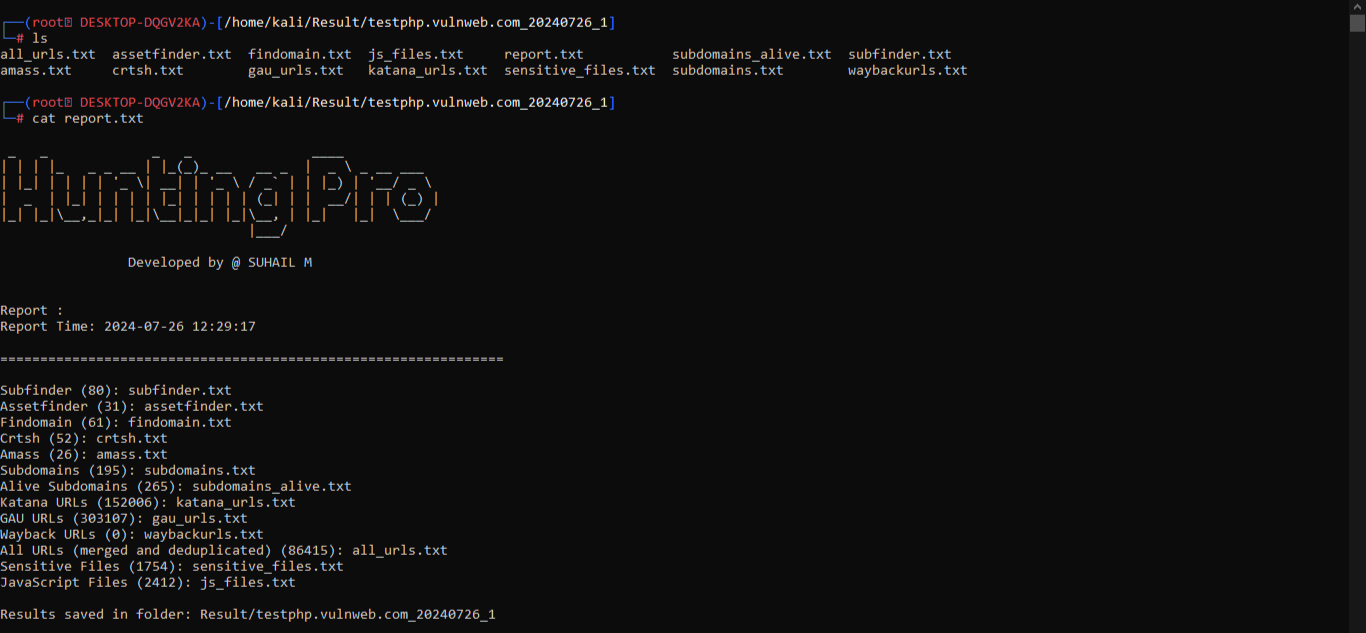 ┌──(root㉿ DESKTOP-DQGV2KA)-[/home/kali/Result/testphp.vulnweb.com_20240726_1]
└─# ls
all_urls.txt  assetfinder.txt  findomain.txt  js_files.txt    report.txt           subdomains_alive.txt  subfinder.txt
amass.txt     crtsh.txt        gau_urls.txt   katana_urls.txt  sensitive_files.txt  subdomains.txt        waybackurls.txt
┌──(root㉿ DESKTOP-DQGV2KA)-[/home/kali/Result/testphp.vulnweb.com_20240726_1]
└─# cat report.txt
HuntingPro
Developed by @ SUHAIL M
Report :
Report Time: 2024-07-26 12:29:17
===============================================================
Subfinder (80): subfinder.txt
Assetfinder (31): assetfinder.txt
Findomain (61): findomain.txt
Crtsh (52): crtsh.txt
Amass (26): amass.txt
Subdomains (195): subdomains.txt
Alive Subdomains (265): subdomains_alive.txt
Katana URLs (152006): katana_urls.txt
GAU URLs (303107): gau_urls.txt
Wayback URLs (0): waybackurls.txt
All URLs (merged and deduplicated) (86415): all_urls.txt
Sensitive Files (1754): sensitive_files.txt
JavaScript Files (2412): js_files.txt
Results saved in folder: Result/testphp.vulnweb.com_20240726_1